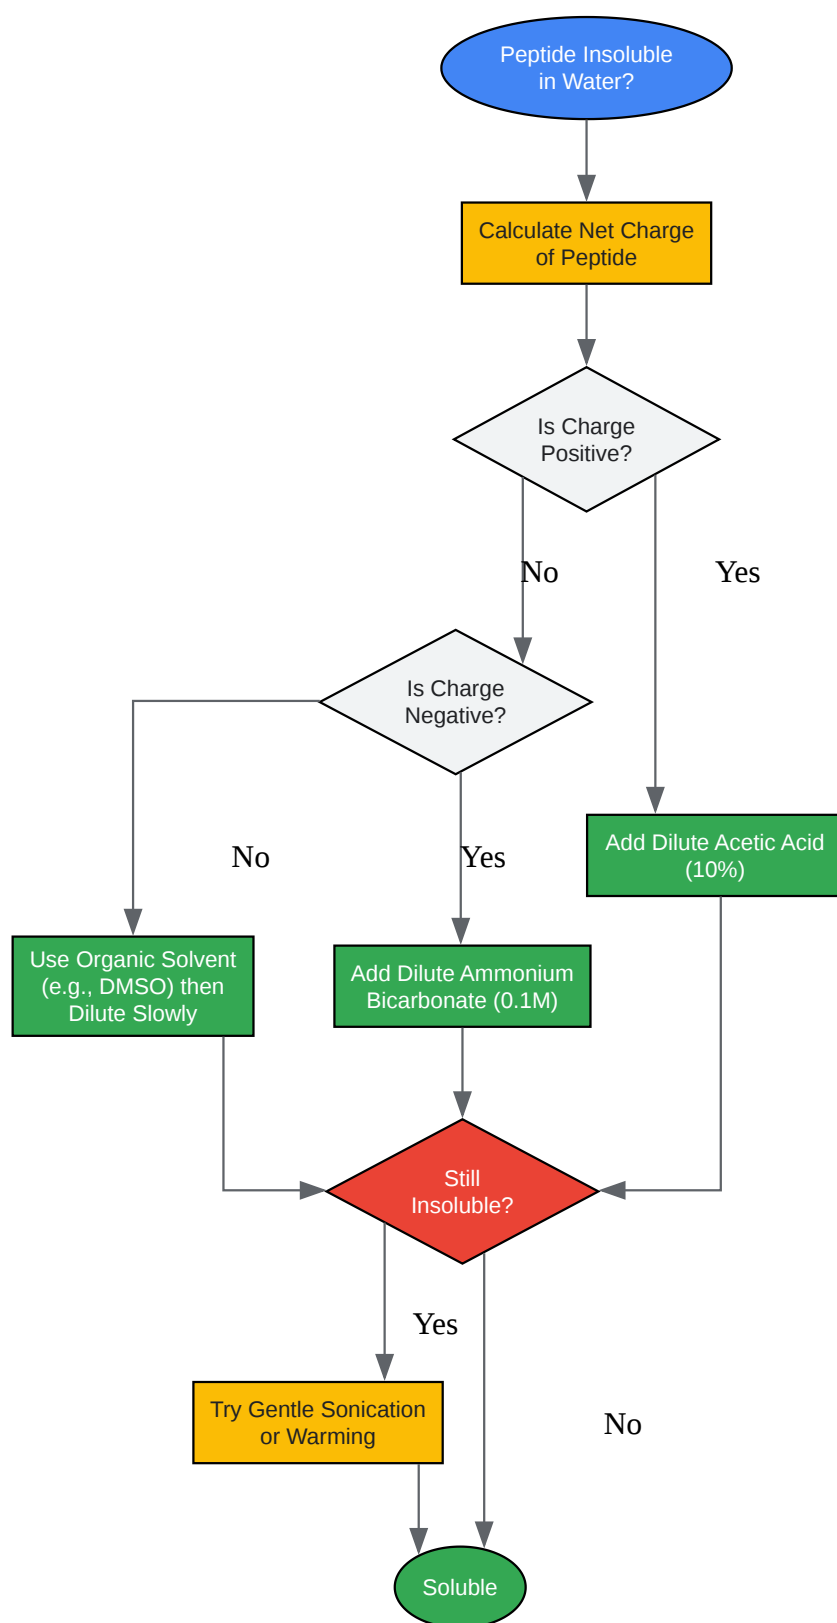 Peptide Insoluble
in Water?
Calculate Net Charge
of Peptide
Is Charge
Positive?
No
Yes
Is Charge
Negative?
No
Yes
Add Dilute Acetic Acid
(10%)
Use Organic Solvent
(e.g., DMSO) then
Dilute Slowly
Add Dilute Ammonium
Bicarbonate (0.1M)
Still
Insoluble?
Yes
Try Gentle Sonication
or Warming
No
Soluble